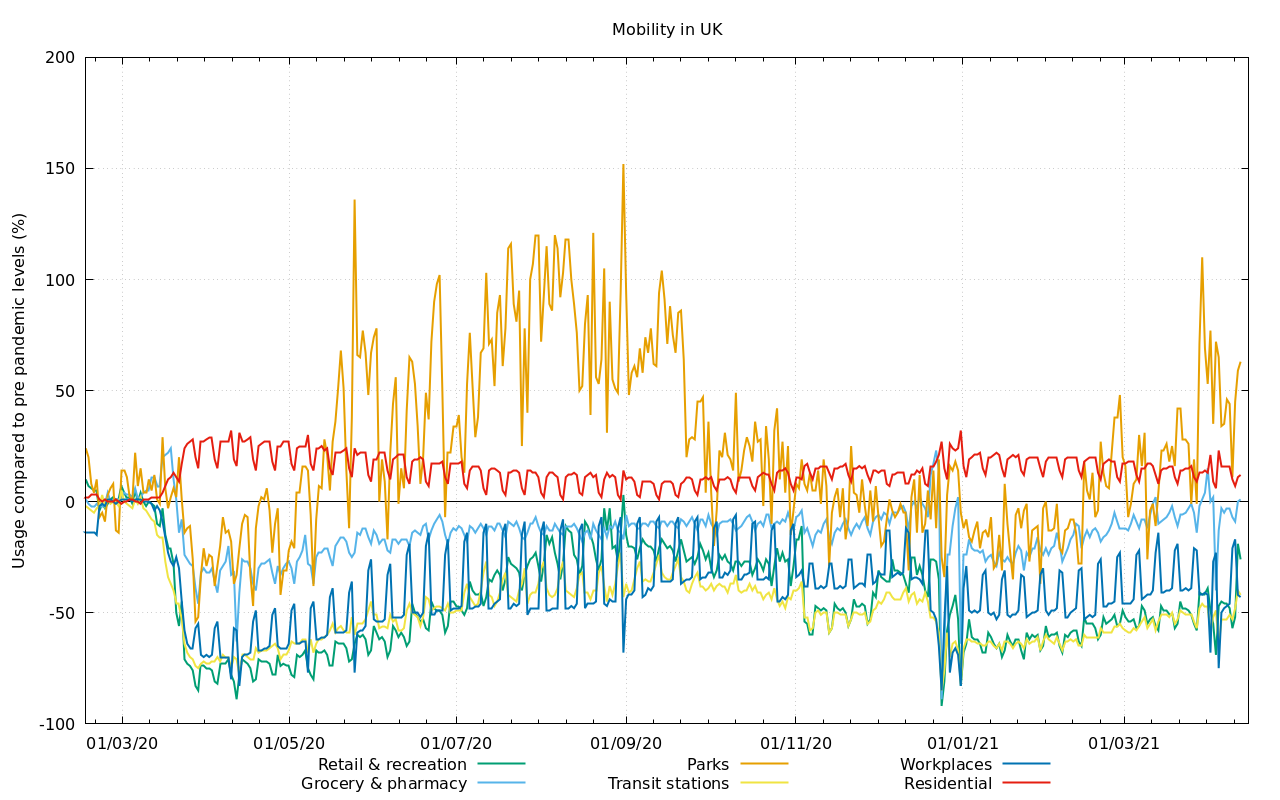 Mobility in UK
Usage compared to pre pandemic levels (%)
200
150
100
50
0
-50
-100
01/03/20 01/05/20 01/07/20 01/09/20 01/11/20 01/01/21 01/03/21
Retail & recreation Parks Workplaces
Grocery & pharmacy Transit stations Residential